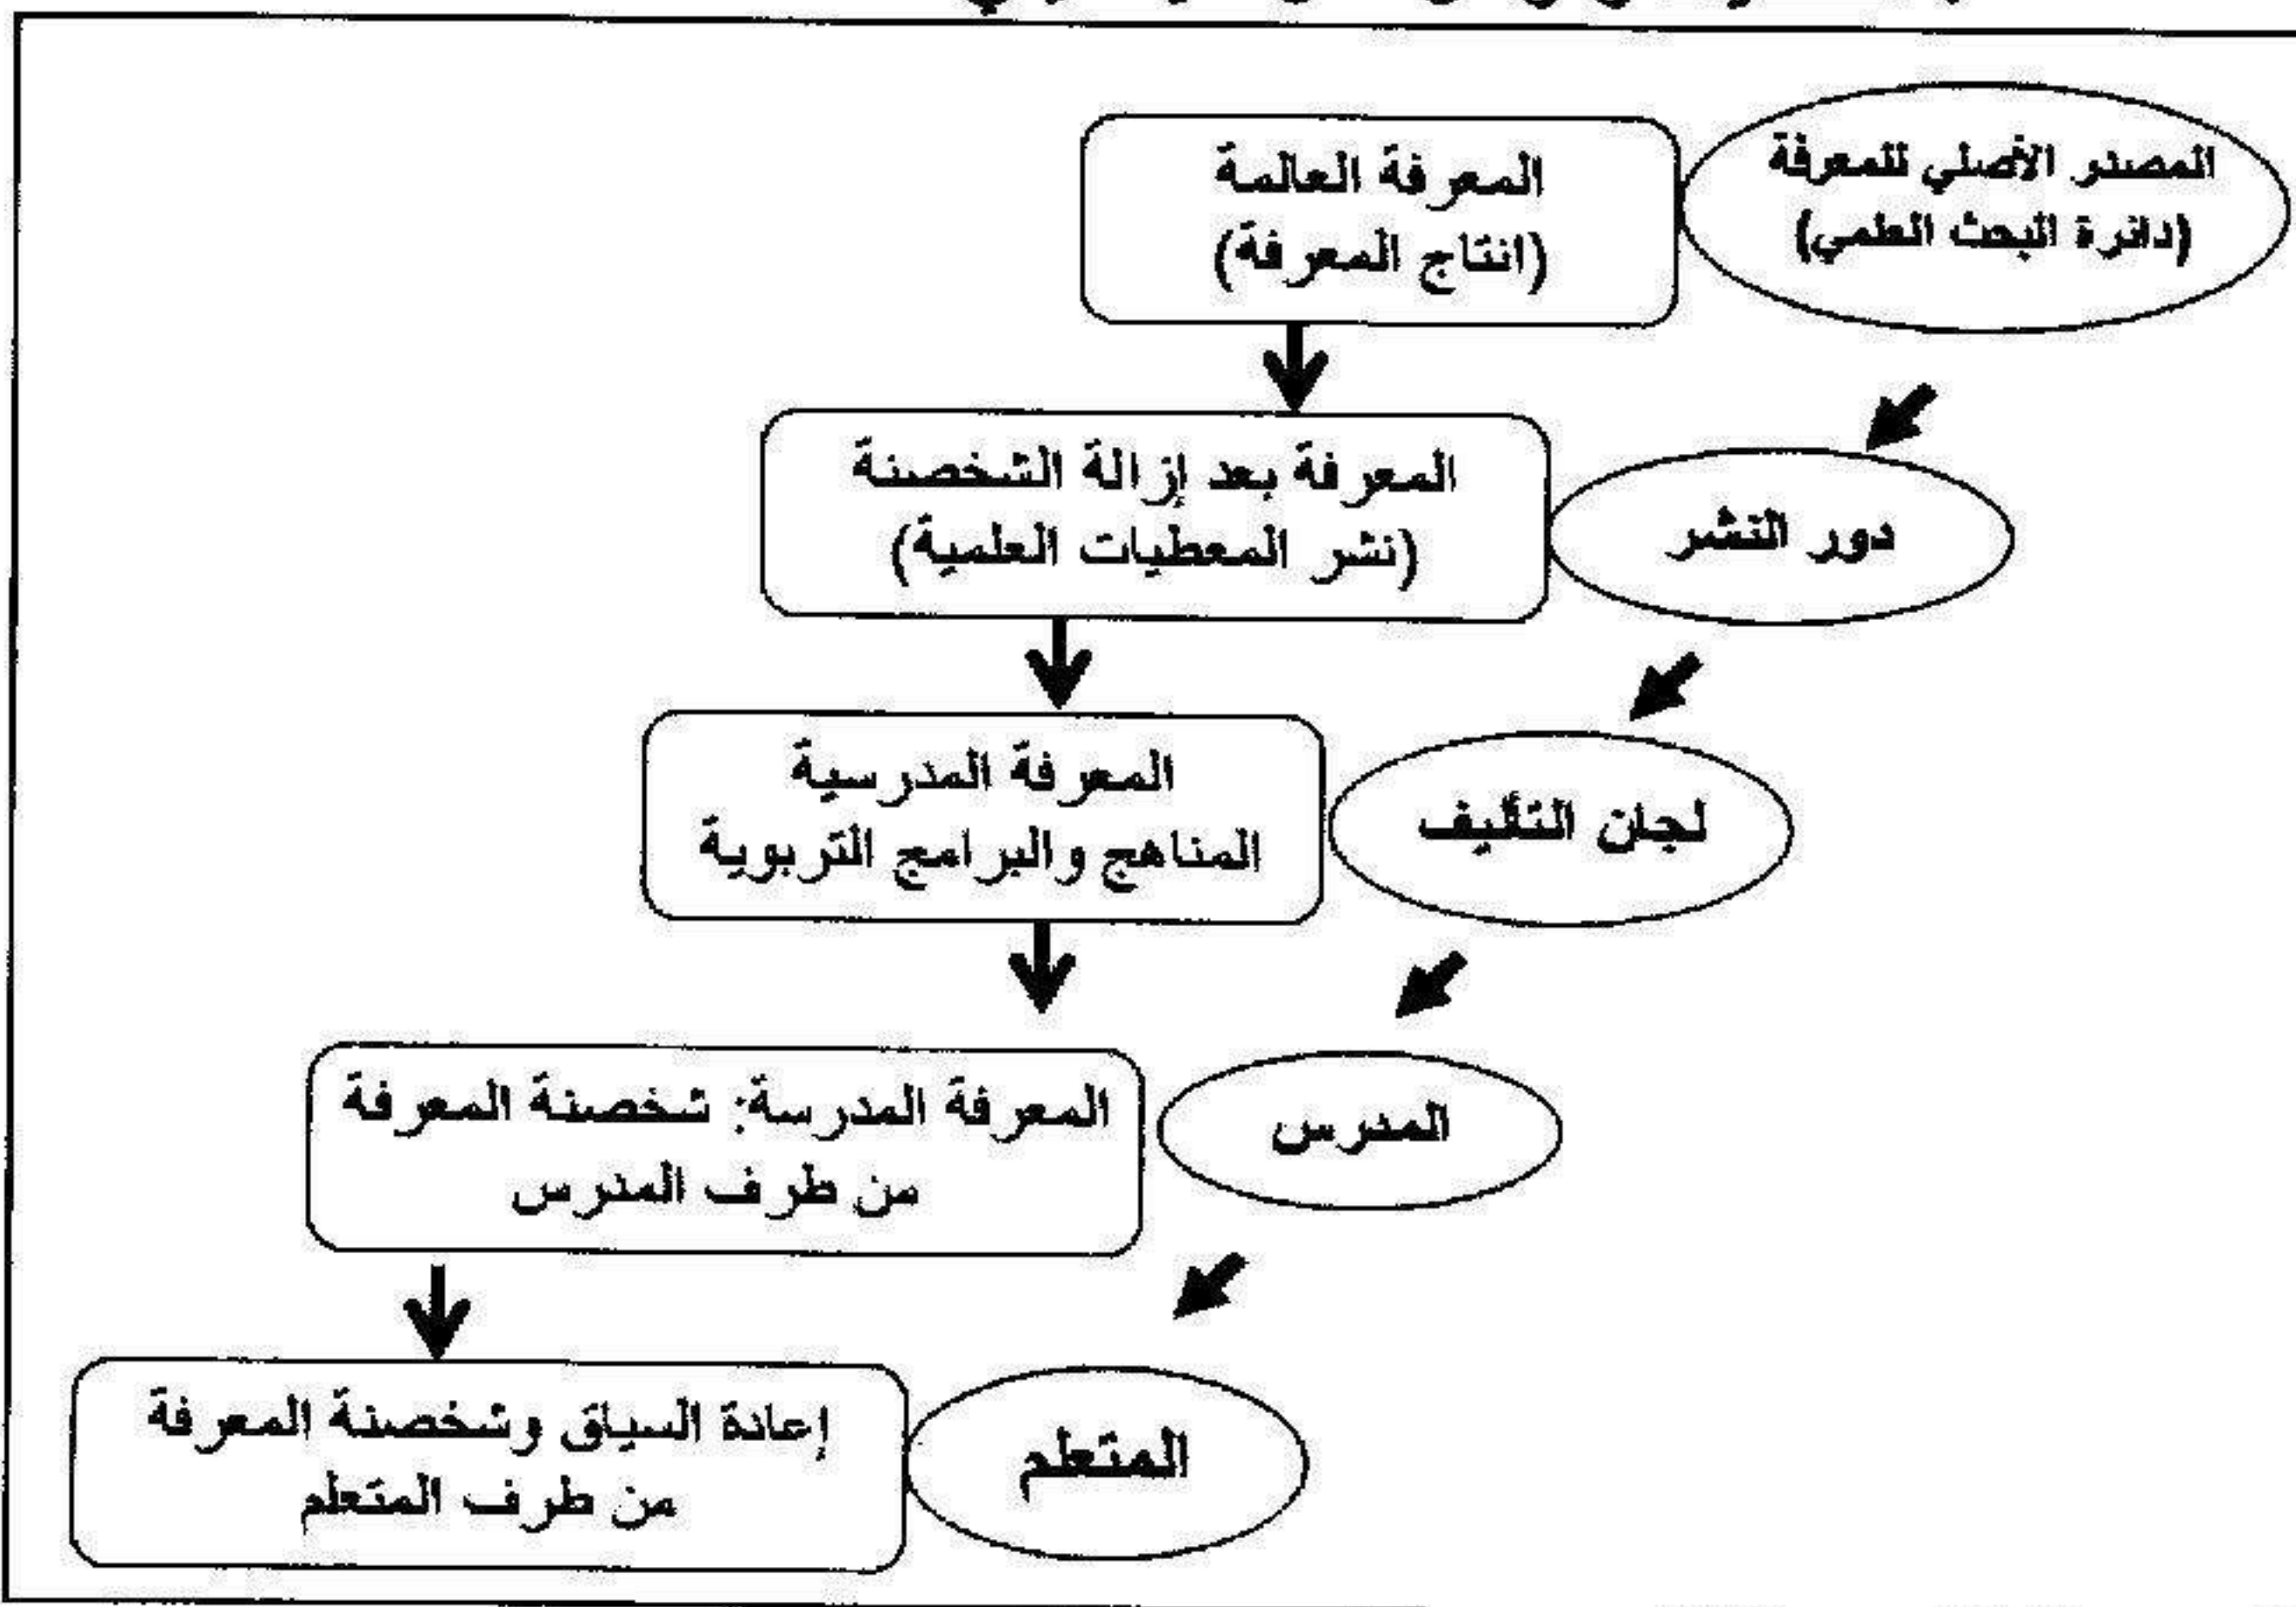 المصدر الأصلي للمعرفة
(دائرة البحث العلمي)
المعرفة العالمة
(انتاج المعرفة)
دور النشر
المعرفة بعد إزالة الشخصنة
(نشر المعطيات العلمية)
لجان التأليف
المعرفة المدرسية
المناهج والبرامج التربوية
المدرس
المعرفة المدرسة: شخصنة المعرفة
من طرف المدرس
المتعلم
إعادة السياق وشخصنة المعرفة
من طرف المتعلم